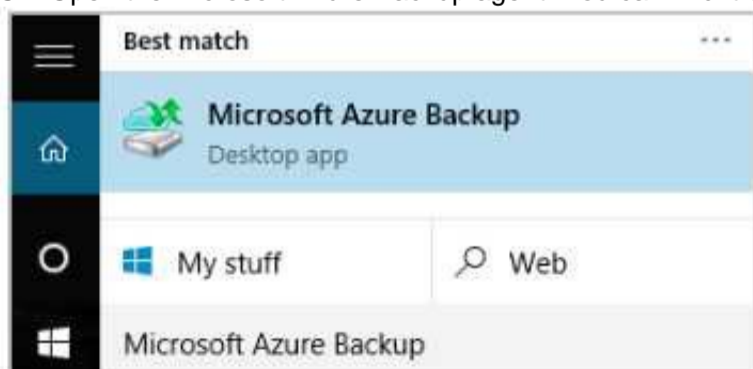 Best match
Microsoft Azure Backup
Desktop app
My stuff
Web
Microsoft Azure Backup